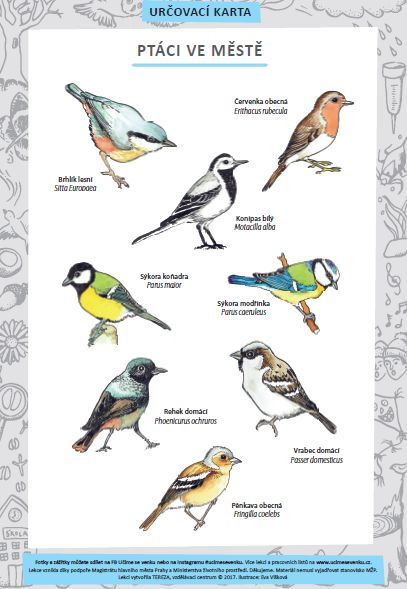 URČOVACÍ KARTA
PTÁCI VE MĚSTĚ
Červenka obecná
Erithacus rubecula
Brhlík lesní
Sitta Europaea
Konipas bílý
Motacilla alba
Sýkora koňadra
Parus major
Sýkora modřinka
Parus caeruleus
Rehek domácí
Phoenicurus ochruros
Vrabec domácí
Passer domesticus
Pěnkava obecná
Fringilla coelebs
ŠKOLA
Fotky a zážitky můžete sdílet na FB Učíme se venku nebo na Instagramu #ucimesevenku. Více lekcí a pracovních listů na www.ucimesevenku.cz.
Lekce vznikla díky podpoře Magistrátu hlavního města Prahy a Ministerstva životního prostředí. Děkujeme. Materiál nemusí vyjadřovat stanovisko MŽP.
Lekci vytvořila TEREZA, vzdělávací centrum © 2017. Ilustrace: Eva Vlšková